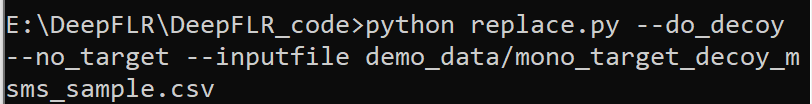 E:\DeepFLR\DeepFLR_code>python replace.py --do_decoy
--no_target --inputfile demo_data/mono_target_decoy_m
sms_sample.csv